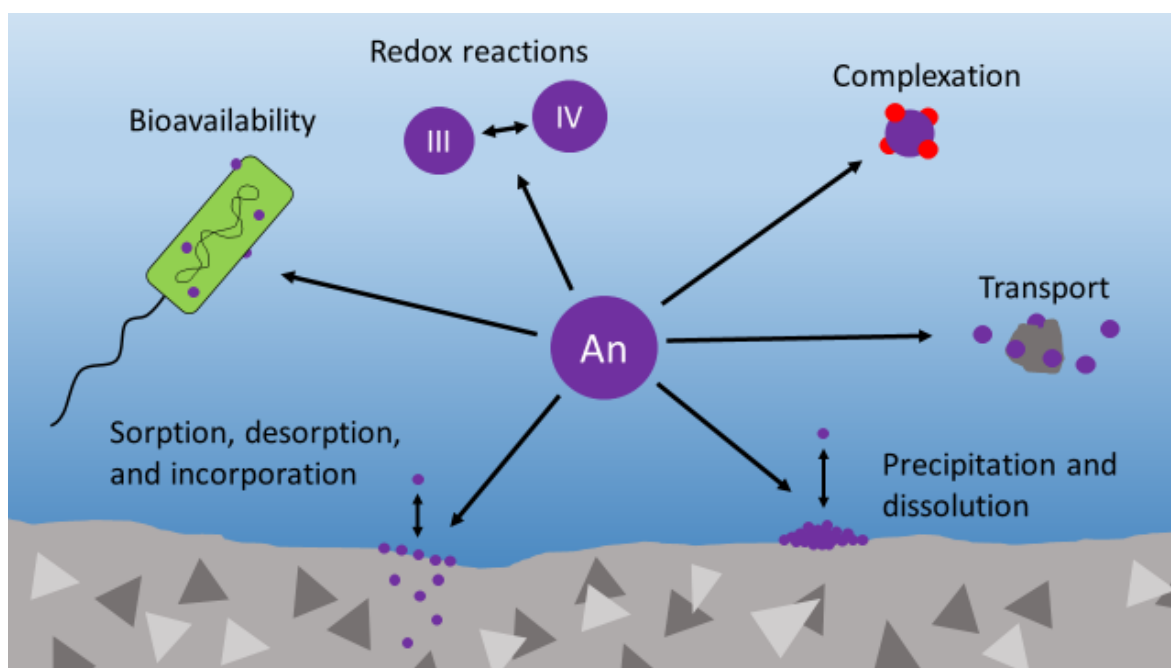 Redox reactions
Complexation
Bioavailability
III
IV
Transport
An
Sorption, desorption,
and incorporation
Precipitation and
dissolution